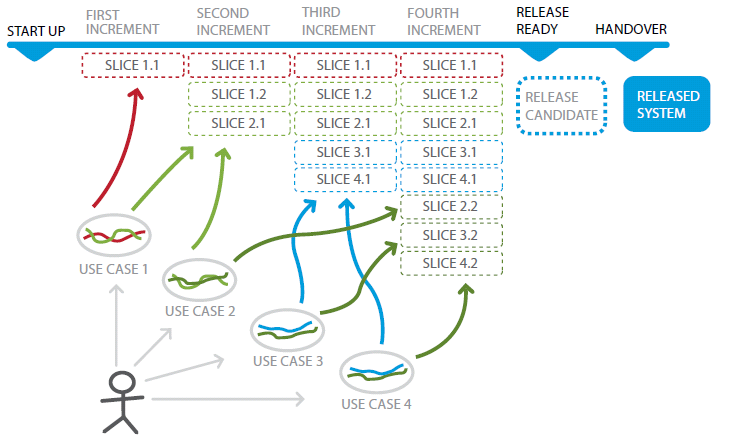 START UP
FIRST
INCREMENT
SECOND
INCREMENT
THIRD
INCREMENT
FOURTH
INCREMENT
RELEASE
READY
HANDOVER
SLICE 1.1
SLICE 1.1
SLICE 1.1
SLICE 1.1
SLICE 1.2
SLICE 1.2
SLICE 1.2
SLICE 2.1
SLICE 2.1
SLICE 2.1
SLICE 3.1
SLICE 3.1
SLICE 4.1
SLICE 4.1
SLICE 2.2
SLICE 3.2
SLICE 4.2
RELEASE
CANDIDATE
RELEASED
SYSTEM
USE CASE 1
USE CASE 2
USE CASE 3
USE CASE 4